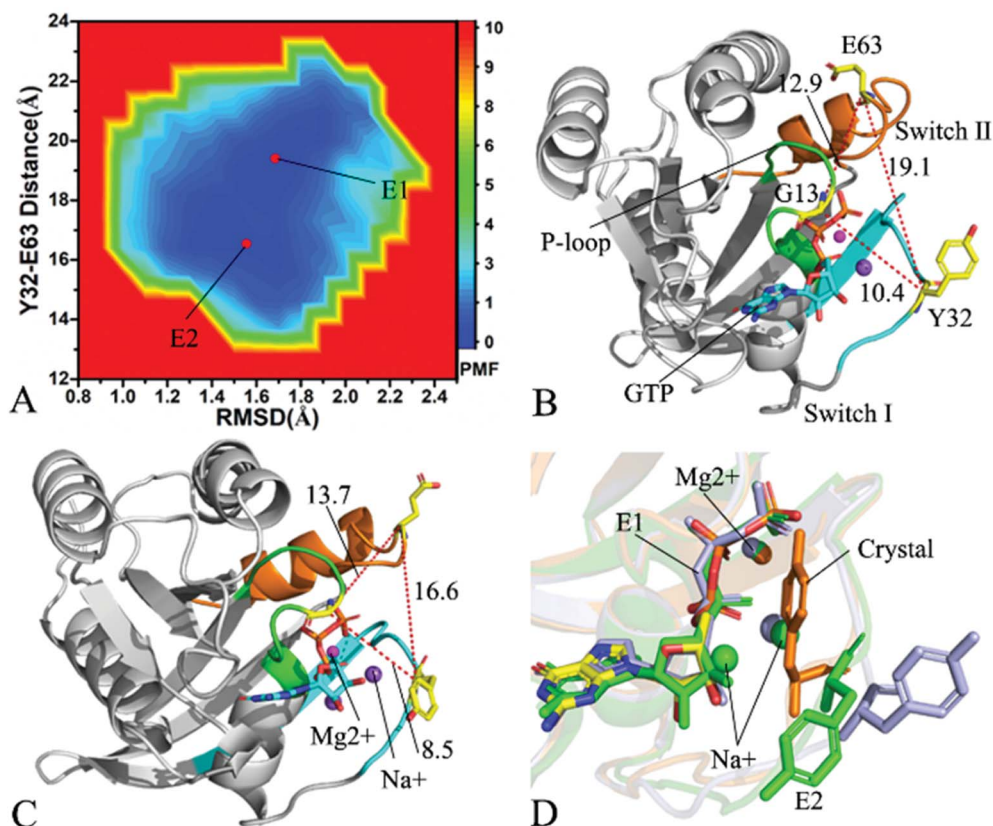 24
22
20
18
16
14
12
Y32-E63 Distance(Å)
0.8 1.0 1.2 1.4 1.6 1.8 2.0 2.2 2.4
RMSD(Å)
E1
E2
10
9
8
6
5
4
3
1
0
PMF
A
E63
12.9
Switch II
19.1
G13
P-loop
10.4
Y32
GTP
Switch I
B
13.7
16.6
Mg2+
8.5
Na+
C
Mg2+
E1
Crystal
Na+
E2
D